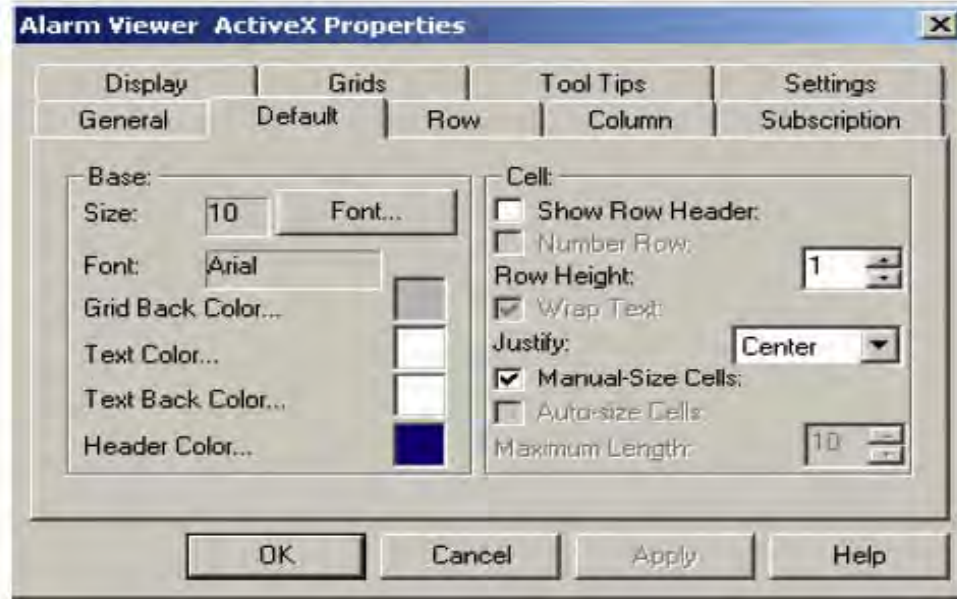 Alarm Viewer ActiveX Properties
Display Grids Tool Tips Settings
General Default Row Column Subscription
Base:
Size: 10 Font...
Font: Arial
Grid Back Color...
Text Color...
Text Back Color...
Header Color...
Cell:
Show Row Header:
Number Row:
Row Height: 1
Wrap Text:
Justify: Center
Manual-Size Cells:
Auto-size Cells
Maximum Length: 10
OK Cancel Apply Help